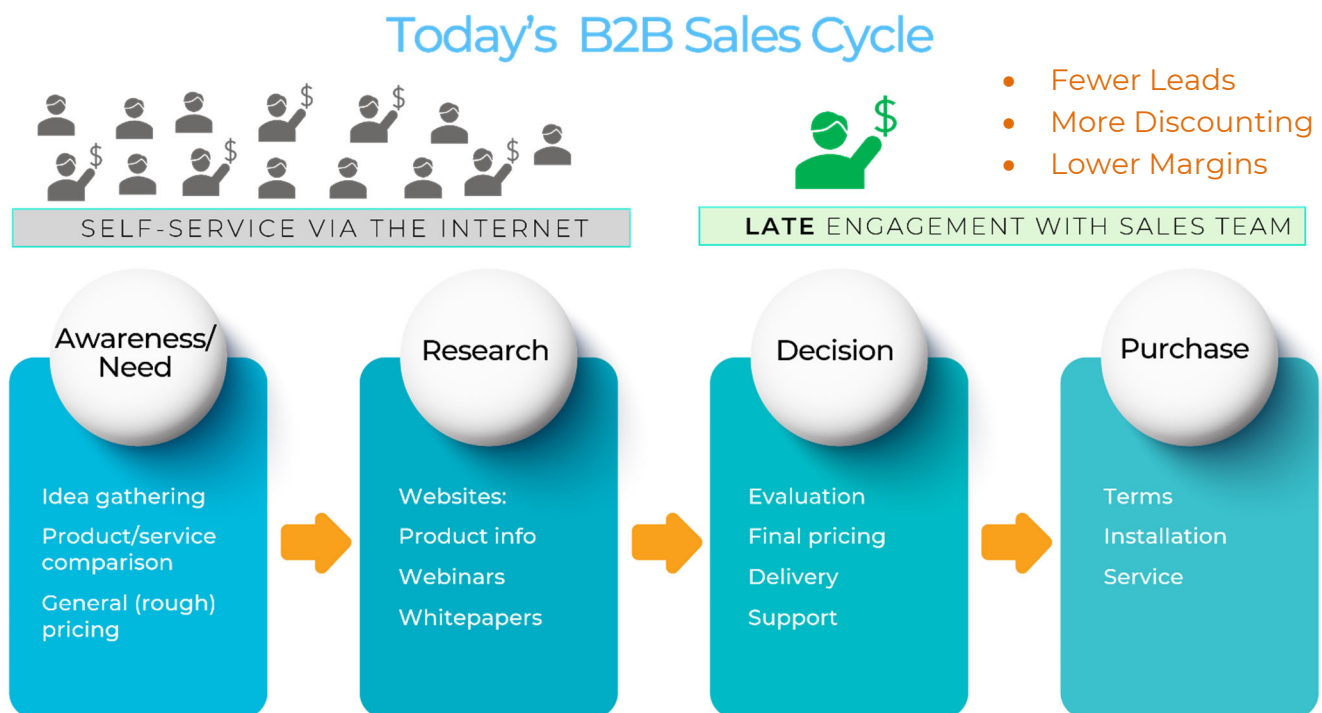 Today's B2B Sales Cycle
• Fewer Leads
• More Discounting
• Lower Margins
$
$
$
$
$
$
SELF-SERVICE VIA THE INTERNET
LATE ENGAGEMENT WITH SALES TEAM
Awareness/
Need
Idea gathering
Product/service
comparison
General (rough)
pricing
Research
Websites:
Product info
Webinars
Whitepapers
Decision
Evaluation
Final pricing
Delivery
Support
Purchase
Terms
Installation
Service